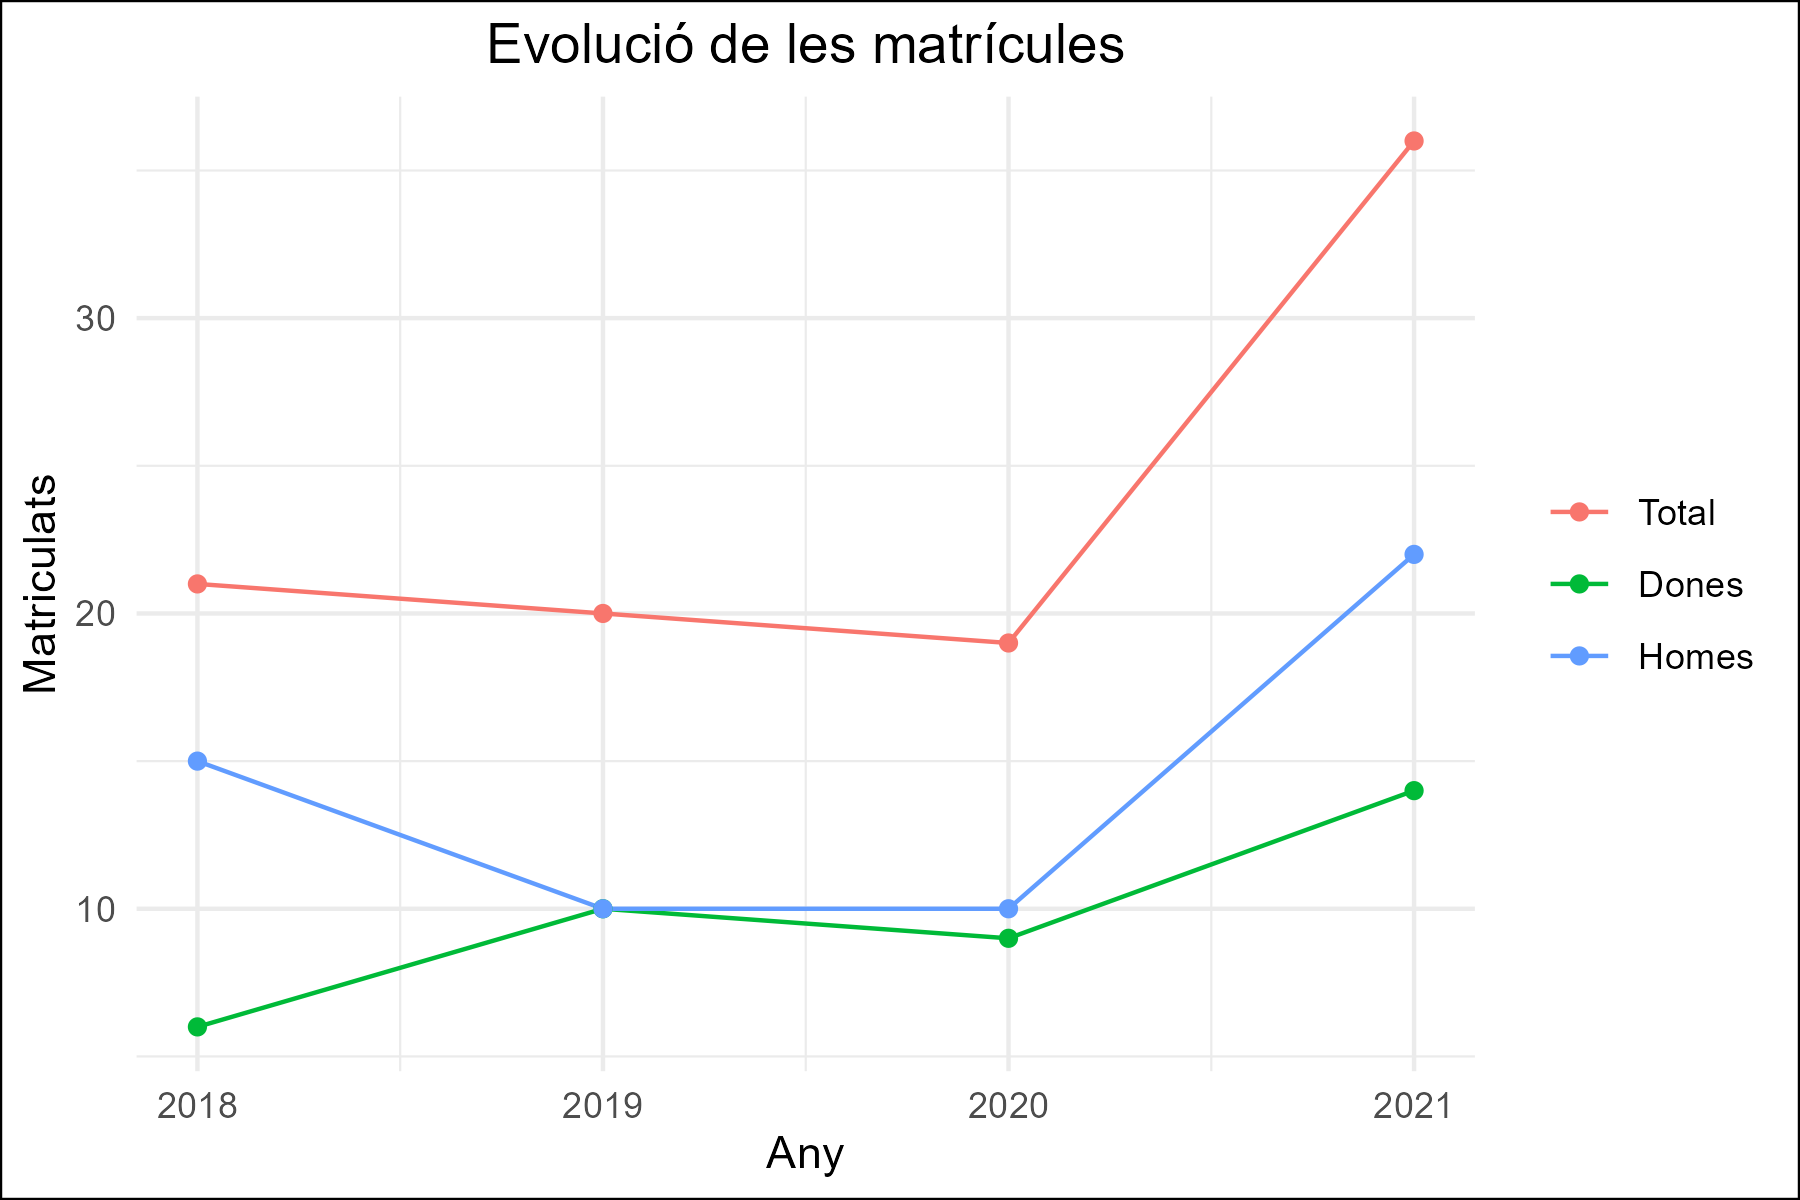 Evolució de les matrícules
Matriculats
30
20
10
2018
2019
2020
2021
Any
Total
Dones
Homes